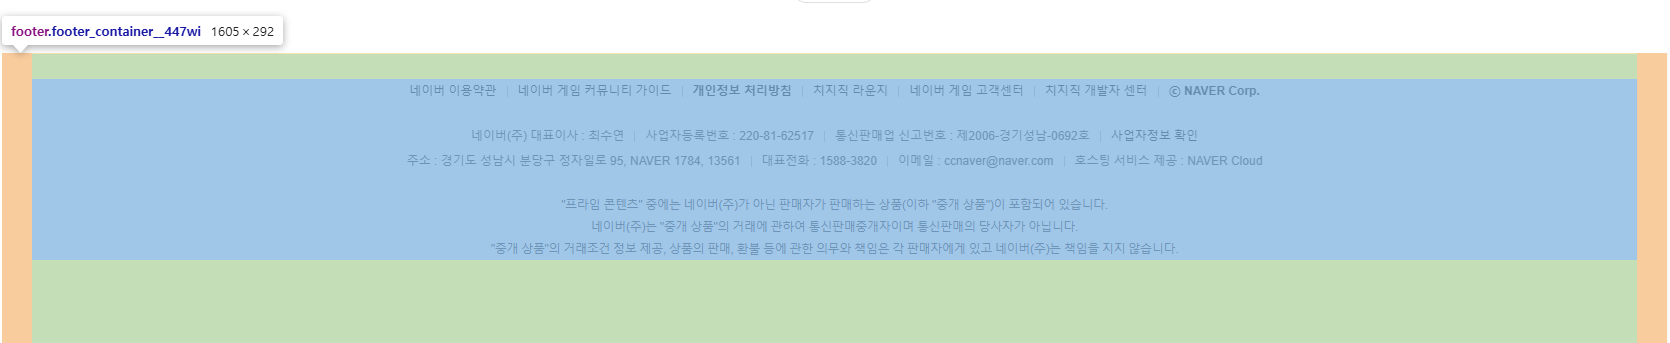 footer.footer_container__447wi 1605 × 292
네이버 이용약관 | 네이버 게임 커뮤니티 가이드 | 개인정보 처리방침 | 치지직 라운지 | 네이버 게임 고객센터 | 치지직 개발자 센터 | ⓒ NAVER Corp.
네이버(주) 대표이사 : 최수연 | 사업자등록번호 : 220-81-62517 | 통신판매업 신고번호 : 제2006-경기성남-0692호 | 사업자정보 확인
주소 : 경기도 성남시 분당구 정자일로 95, NAVER 1784, 13561 | 대표전화 : 1588-3820 | 이메일 : ccnaver@naver.com | 호스팅 서비스 제공 : NAVER Cloud
"프라임 콘텐츠" 중에는 네이버(주)가 아닌 판매자가 판매하는 상품(이하 "중개 상품")이 포함되어 있습니다.
네이버(주)는 "중개 상품"의 거래에 관하여 통신판매중개자이며 통신판매의 당사자가 아닙니다.
"중개 상품"의 거래조건 정보 제공, 상품의 판매, 환불 등에 관한 의무와 책임은 각 판매자에게 있고 네이버(주)는 책임을 지지 않습니다.